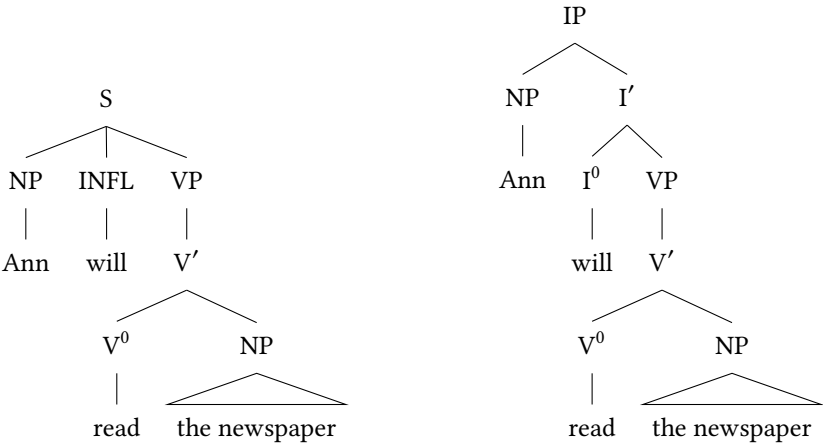 IP
S NP I′
NP INFL VP Ann I⁰ VP
Ann will V′ will V′
V⁰ NP V⁰ NP
read the newspaper read the newspaper